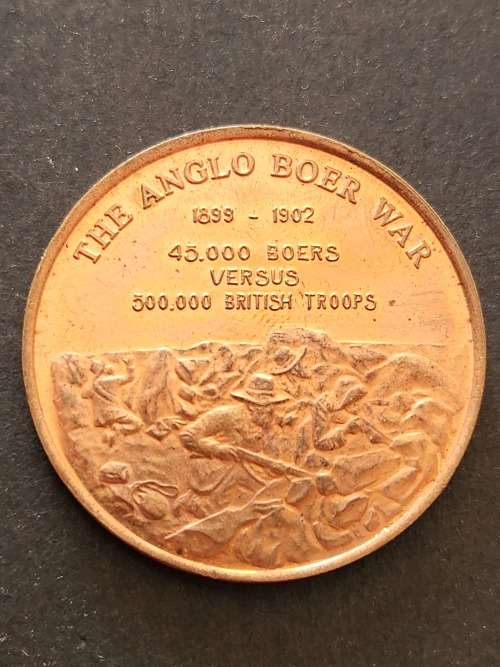 THE ANGLO BOER WAR
1899 - 1902
45.000 BOERS
VERSUS
500.000 BRITISH TROOPS